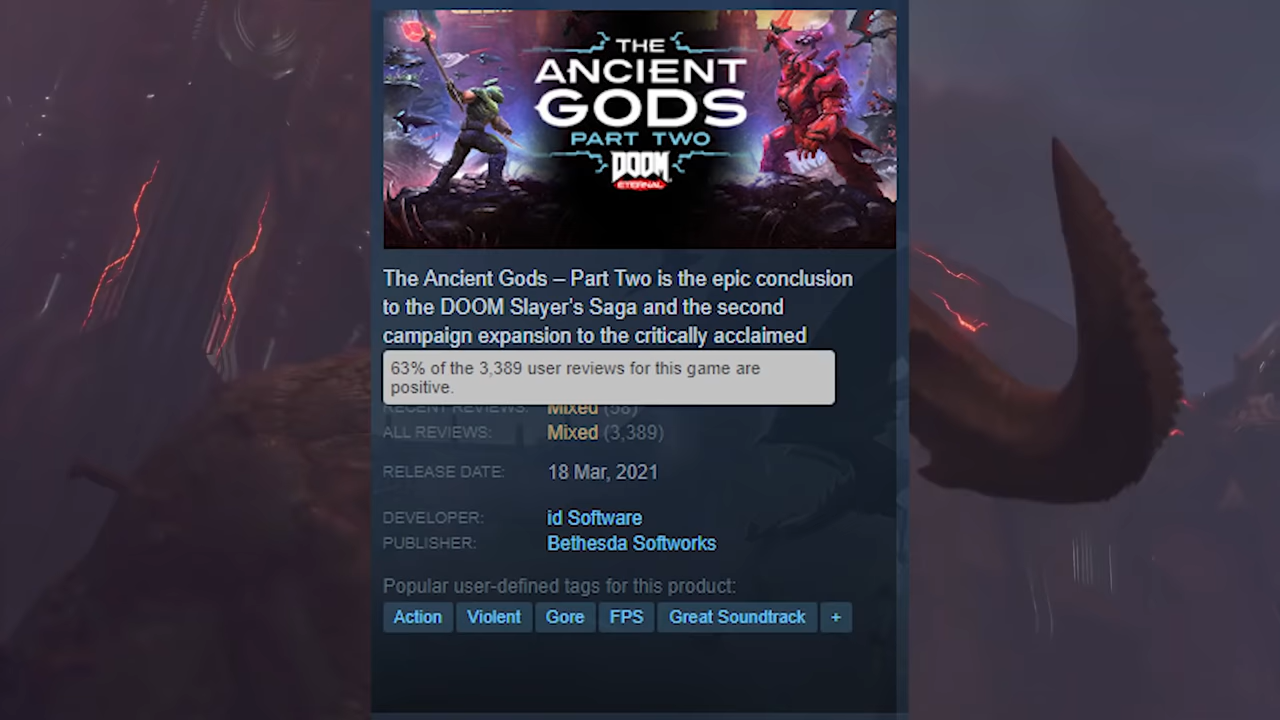 THE
ANCIENT
GODS
PART TWO
DOOM
ETERNAL
The Ancient Gods – Part Two is the epic conclusion
to the DOOM Slayer's Saga and the second
campaign expansion to the critically acclaimed
63% of the 3,389 user reviews for this game are
positive.
RECENT REVIEWS: Mixed (58)
ALL REVIEWS: Mixed (3,389)
RELEASE DATE: 18 Mar, 2021
DEVELOPER: id Software
PUBLISHER: Bethesda Softworks
Popular user-defined tags for this product:
Action Violent Gore FPS Great Soundtrack +